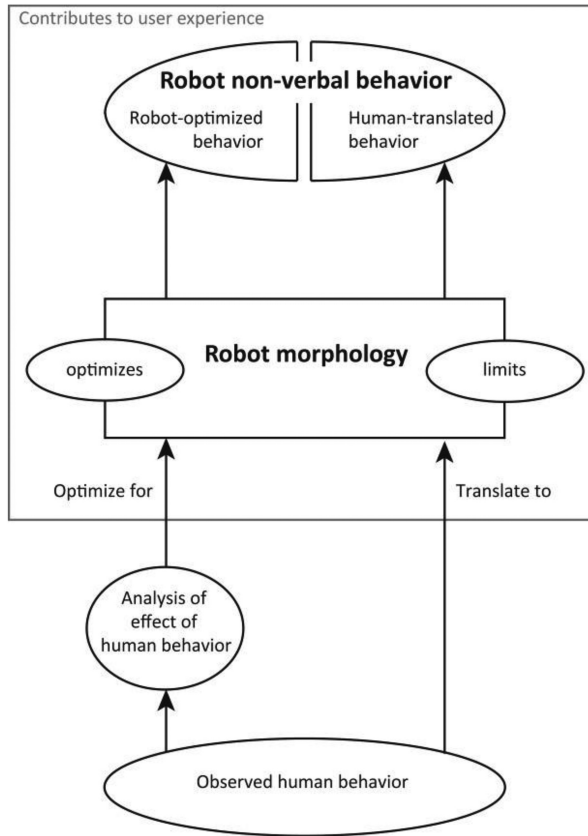 Contributes to user experience
Robot non-verbal behavior
Robot-optimized
behavior
Human-translated
behavior
Robot morphology
optimizes
limits
Optimize for
Translate to
Analysis of
effect of
human behavior
Observed human behavior